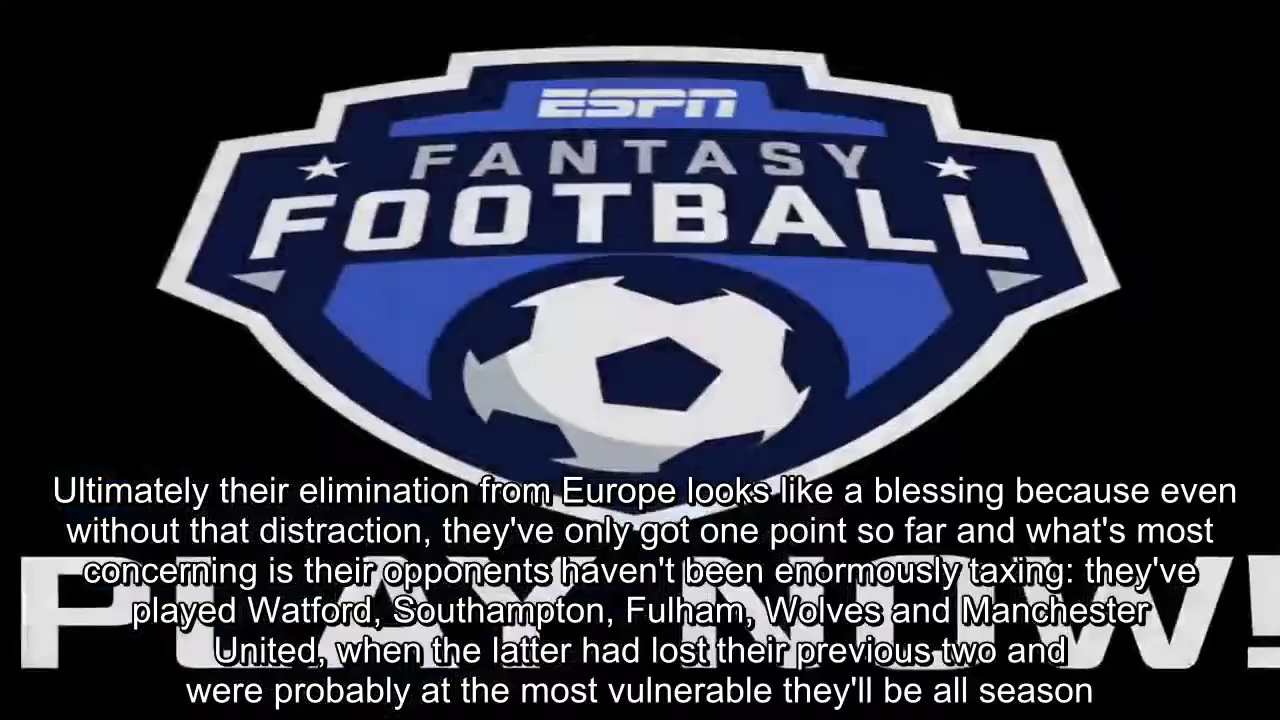 ESPN
FANTASY
FOOTBALL
PLAY NOW!
Ultimately their elimination from Europe looks like a blessing because even
without that distraction, they've only got one point so far and what's most
concerning is their opponents haven't been enormously taxing: they've
played Watford, Southampton, Fulham, Wolves and Manchester
United, when the latter had lost their previous two and
were probably at the most vulnerable they'll be all season